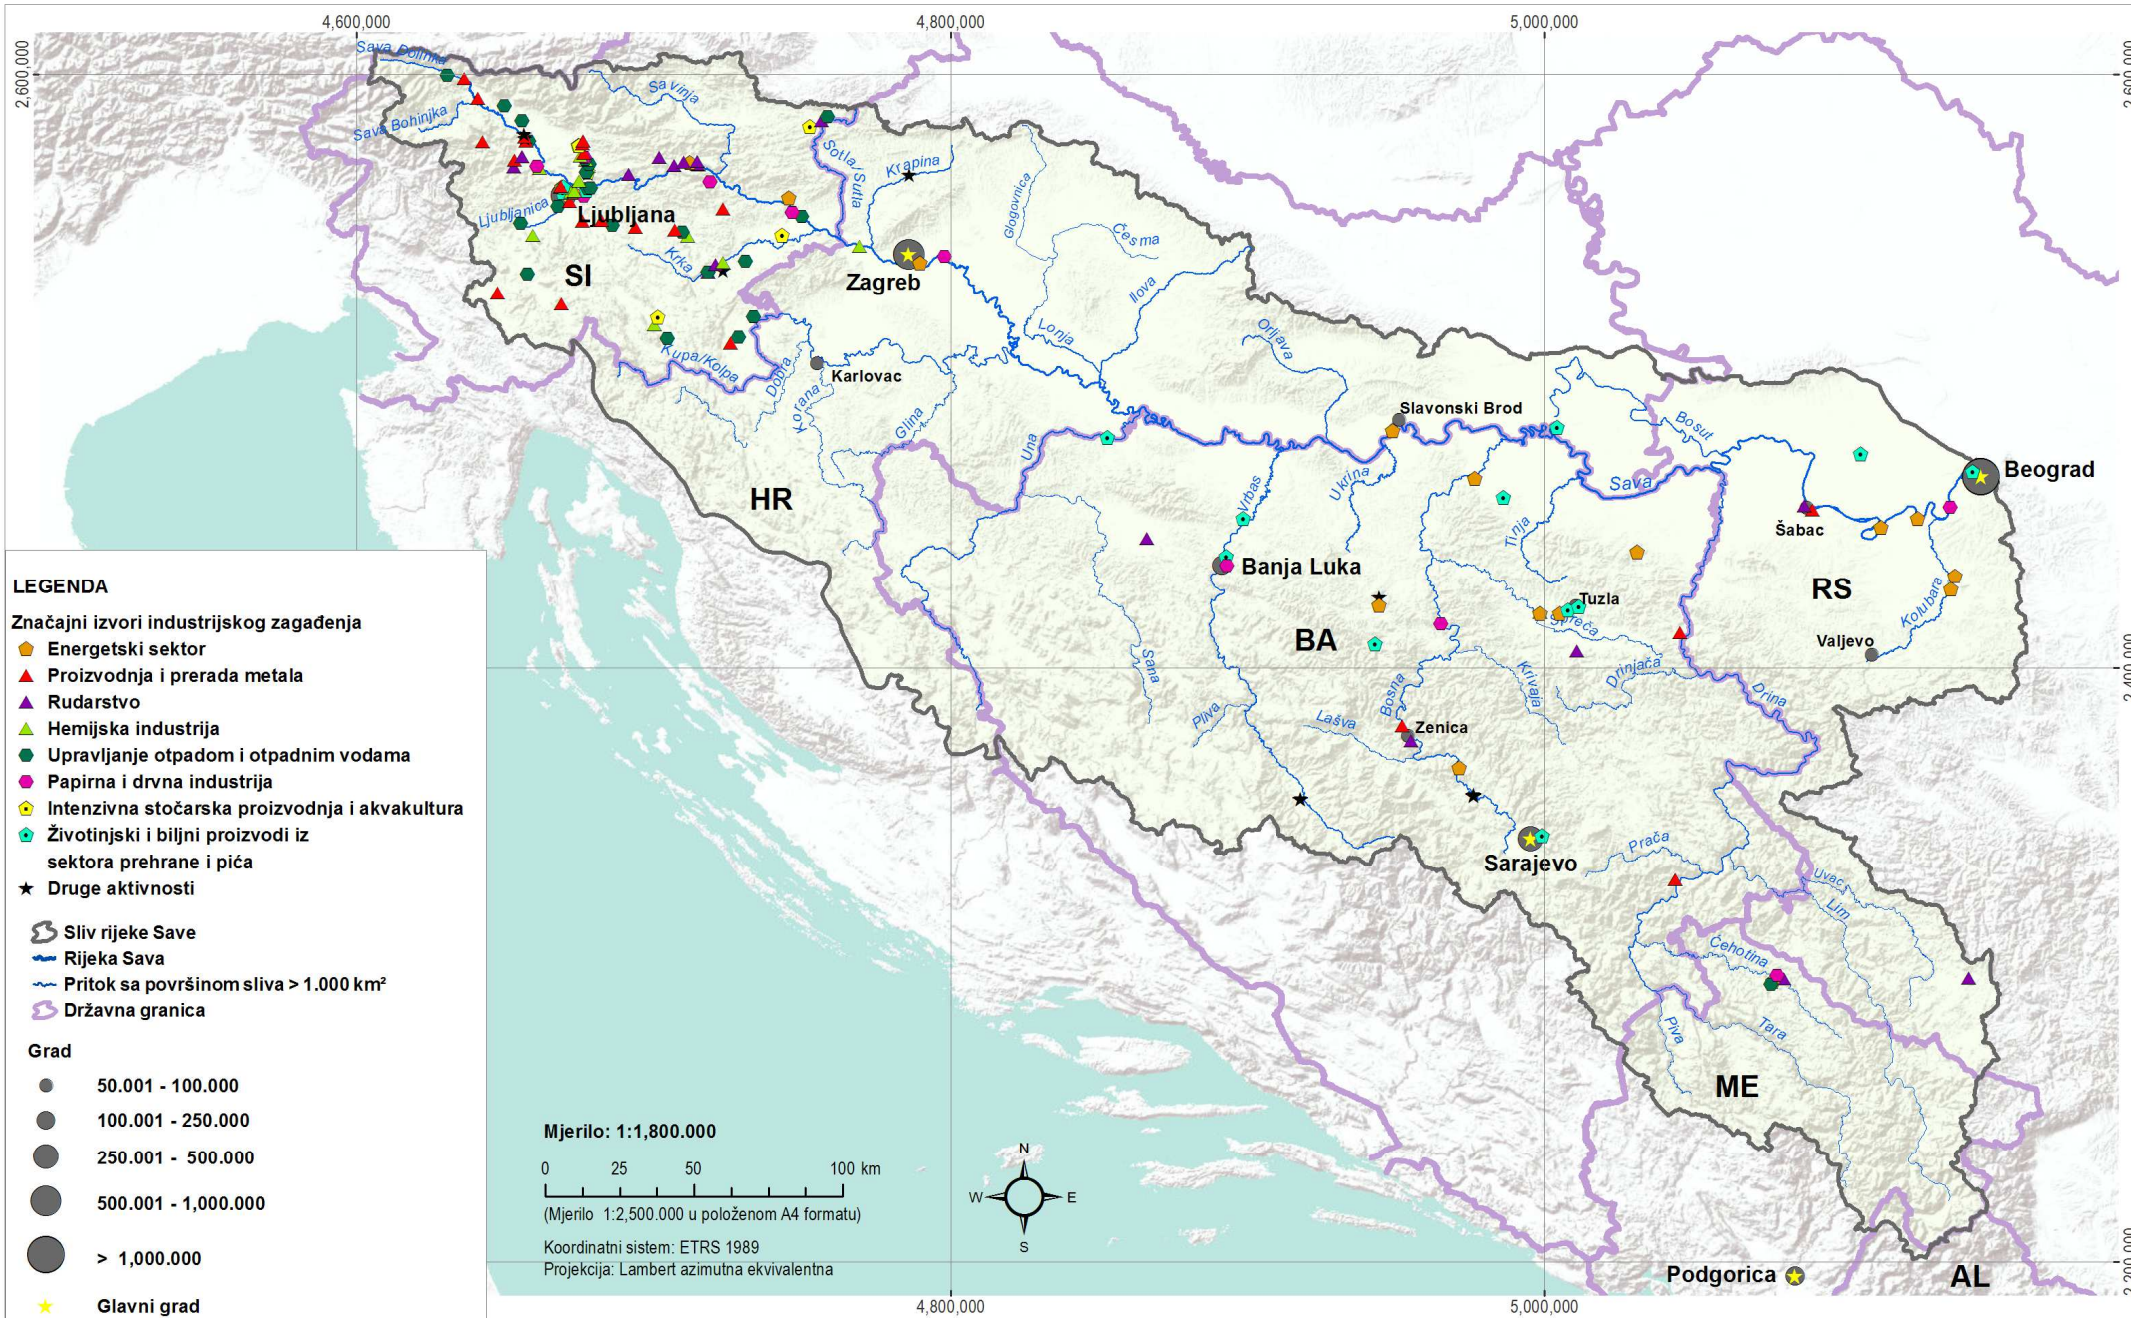 4,600,000
4,800,000
5,000,000
2,600,000
2,600,000
Sava Dolinka
Savinja
Sava Bohinjka
Sotla/Sutla
Krapina
Glogovnica
Česma
Ljubljanica
Ljubljana
Krka
SI
Zagreb
Ilova
Lonja
Orljava
Kupa/Kolpa
Dobra
Karlovac
Korana
Glina
Slavonski Brod
Bosut
Una
HR
Vrbas
Ukrina
Sava
Beograd
Tinja
Šabac
Banja Luka
RS
Tuzla
Spreča
Kolubara
BA
Valjevo
Sana
Krivaja
Drinjača
2,400,000
Drina
Bosna
Pliva
Lašva
Zenica
Prača
Sarajevo
Uvac
Lim
Ćehotina
Piva
Tara
ME
Podgorica
AL
2,200,000
4,800,000
5,000,000
LEGENDA
Značajni izvori industrijskog zagađenja
Energetski sektor
Proizvodnja i prerada metala
Rudarstvo
Hemijska industrija
Upravljanje otpadom i otpadnim vodama
Papirna i drvna industrija
Intenzivna stočarska proizvodnja i akvakultura
Životinjski i biljni proizvodi iz
sektora prehrane i pića
Druge aktivnosti
Sliv rijeke Save
Rijeka Sava
Pritok sa površinom sliva > 1.000 km²
Državna granica
Grad
50.001 - 100.000
100.001 - 250.000
250.001 - 500.000
500.001 - 1,000.000
> 1,000.000
Glavni grad
Mjerilo: 1:1,800.000
0 25 50 100 km
(Mjerilo 1:2,500.000 u položenom A4 formatu)
Koordinatni sistem: ETRS 1989
Projekcija: Lambert azimutna ekvivalentna
N
W E
S